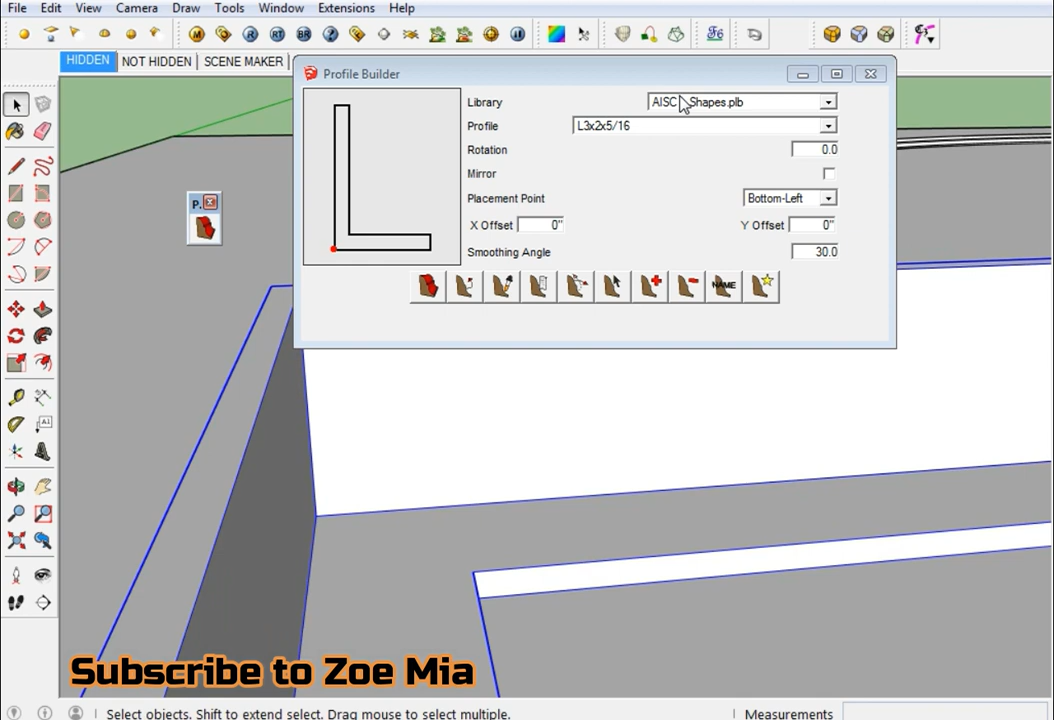 File Edit View Camera Draw Tools Window Extensions Help
HIDDEN NOT HIDDEN SCENE MAKER
Profile Builder
Library
Shapes.plb
Profile L3x2x5/16
Rotation 0.0
Mirror
Placement Point Bottom-Left
X Offset 0" Y Offset 0"
Smoothing Angle 30.0
NAME
P.
Subscribe to Zoe Mia
Select objects. Shift to extend select. Drag mouse to select multiple.
Measurements